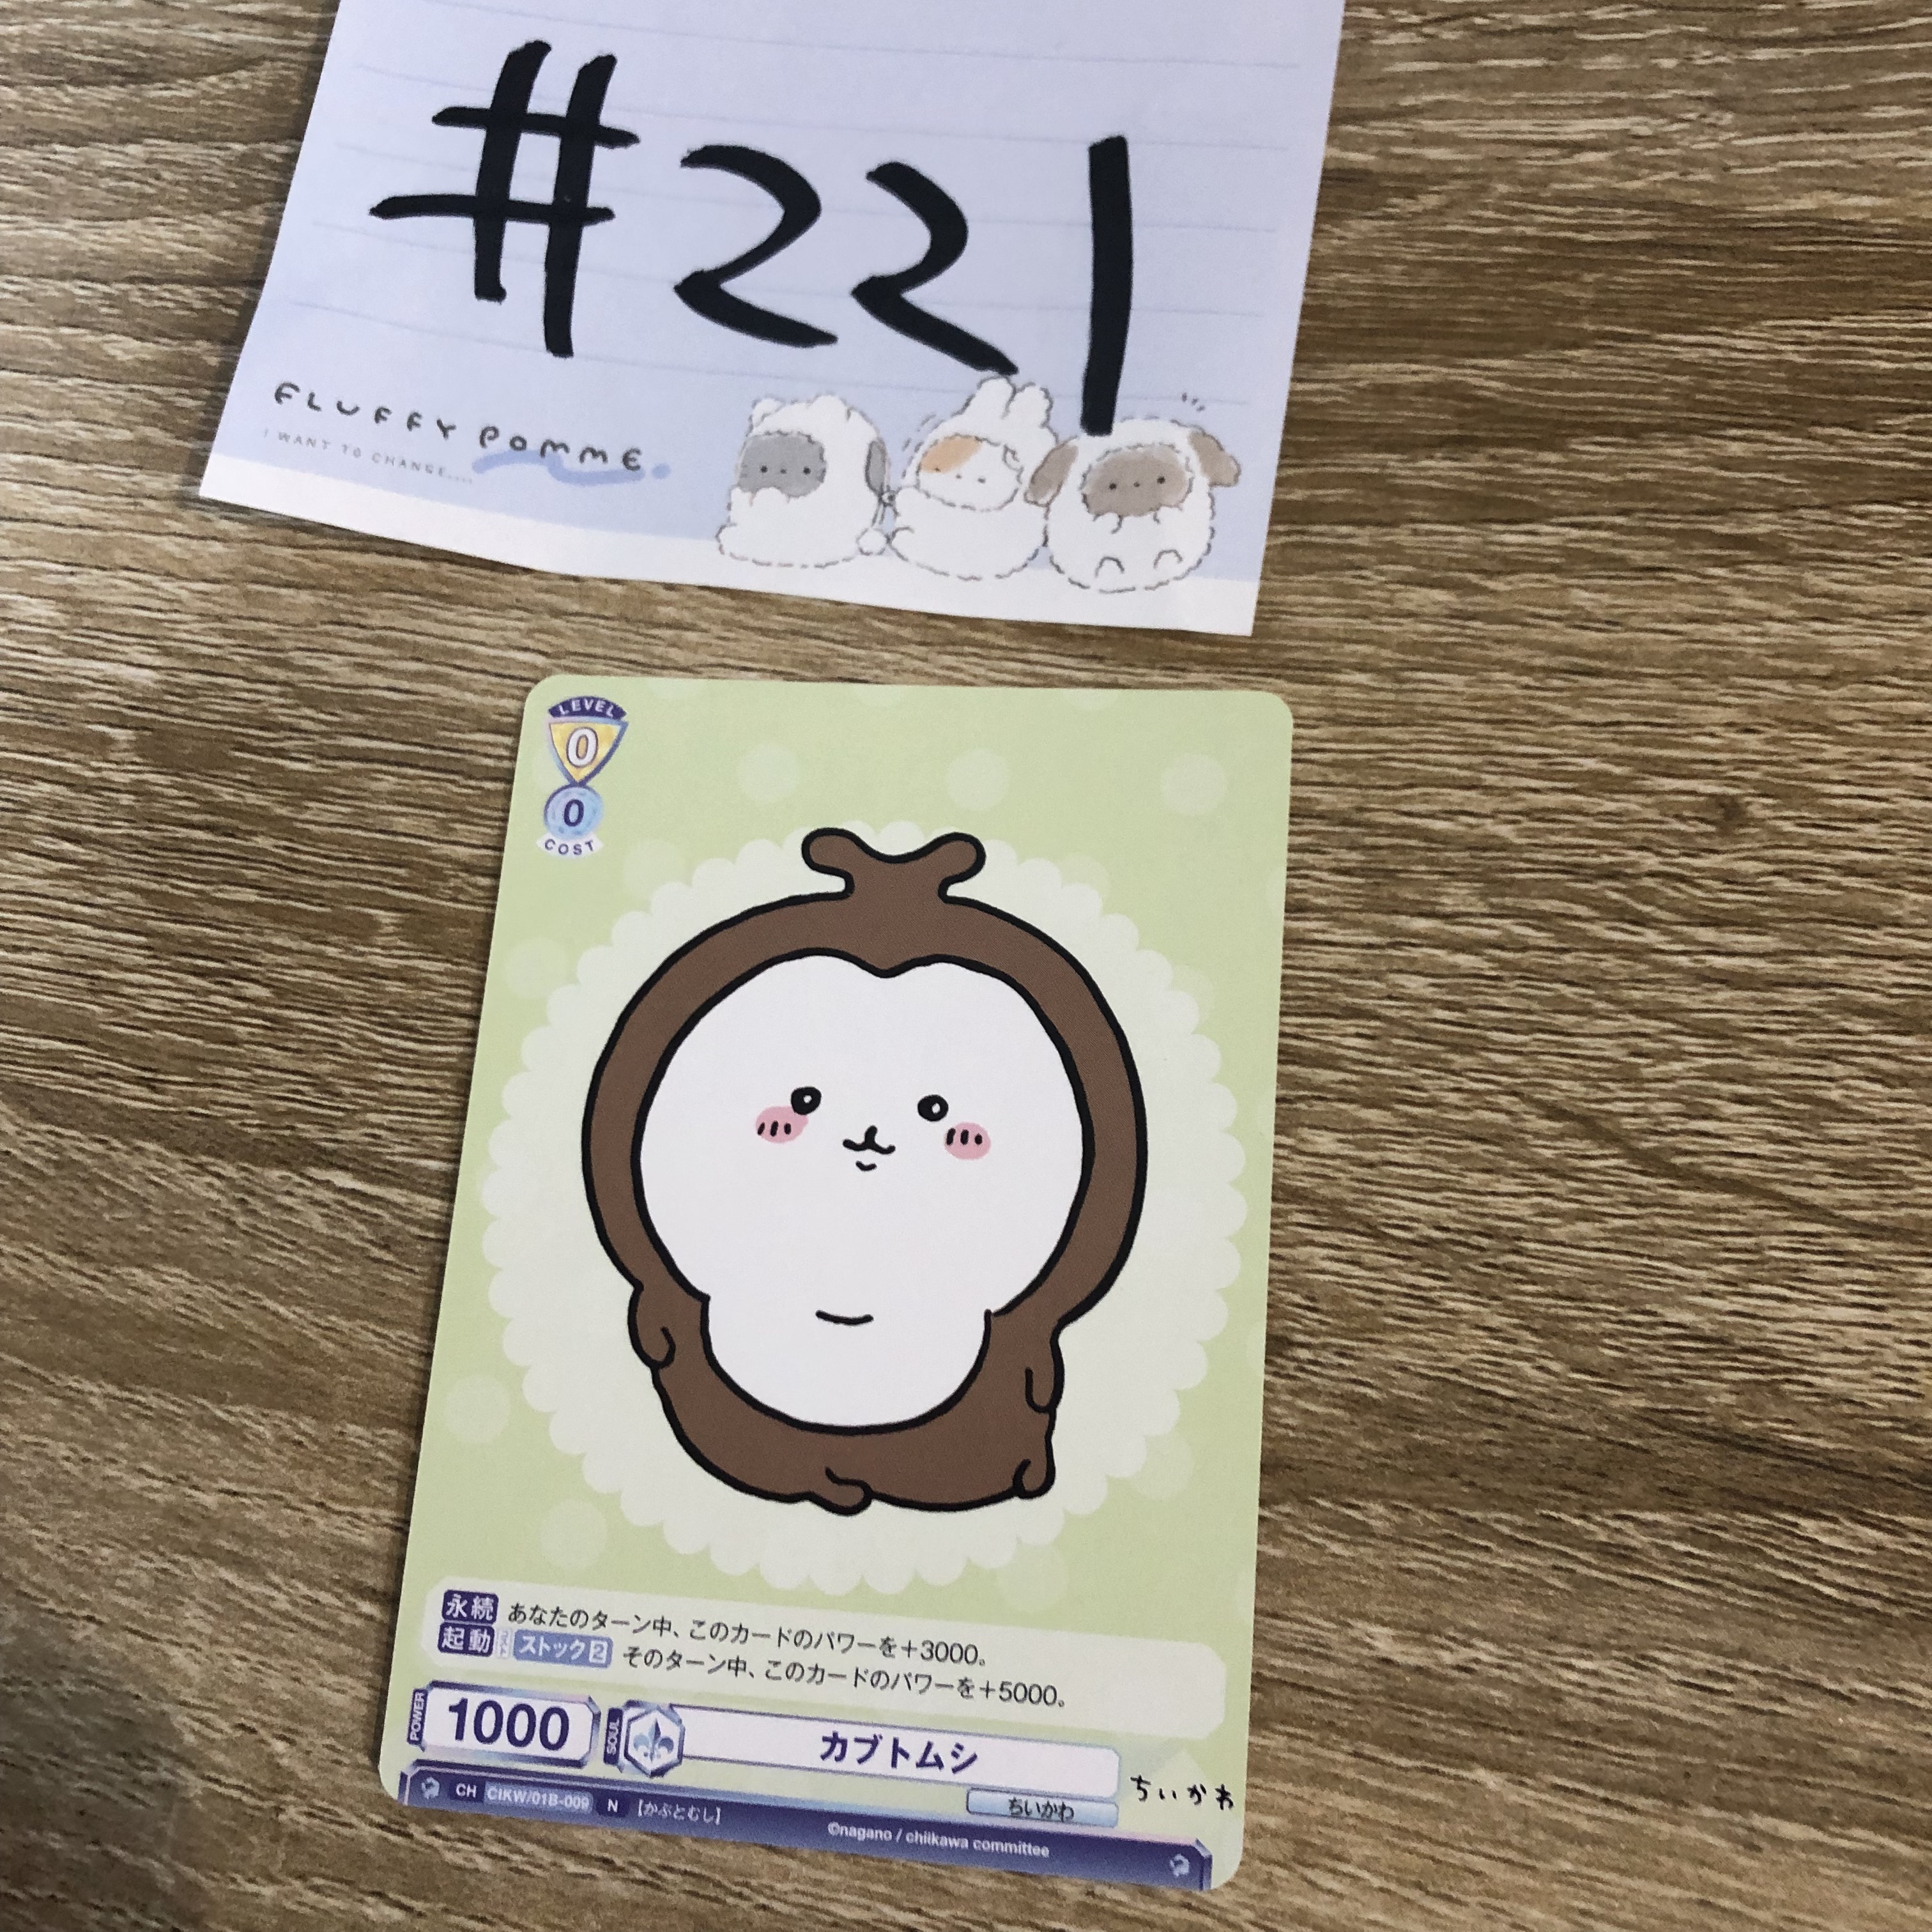 #221
FLUFFY POMME
I WANT TO CHANGE....
LEVEL
0
0
COST
永続 あなたのターン中、このカードのパワーを+3000。
起動 コスト ストック2 そのターン中、このカードのパワーを+5000。
POWER 1000 SOUL カブトムシ
ちいかわ
CH CIKW/01B-009 N 【かぶとむし】 ちいかわ
©nagano / chiikawa committee